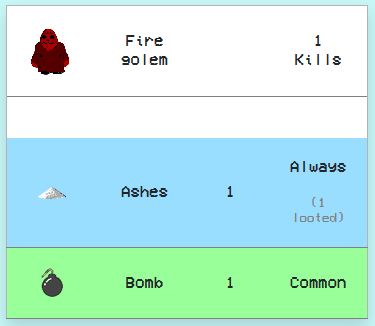 Fire
golem
1
Kills
Ashes
1
Always
(1
looted)
Bomb
1
Common